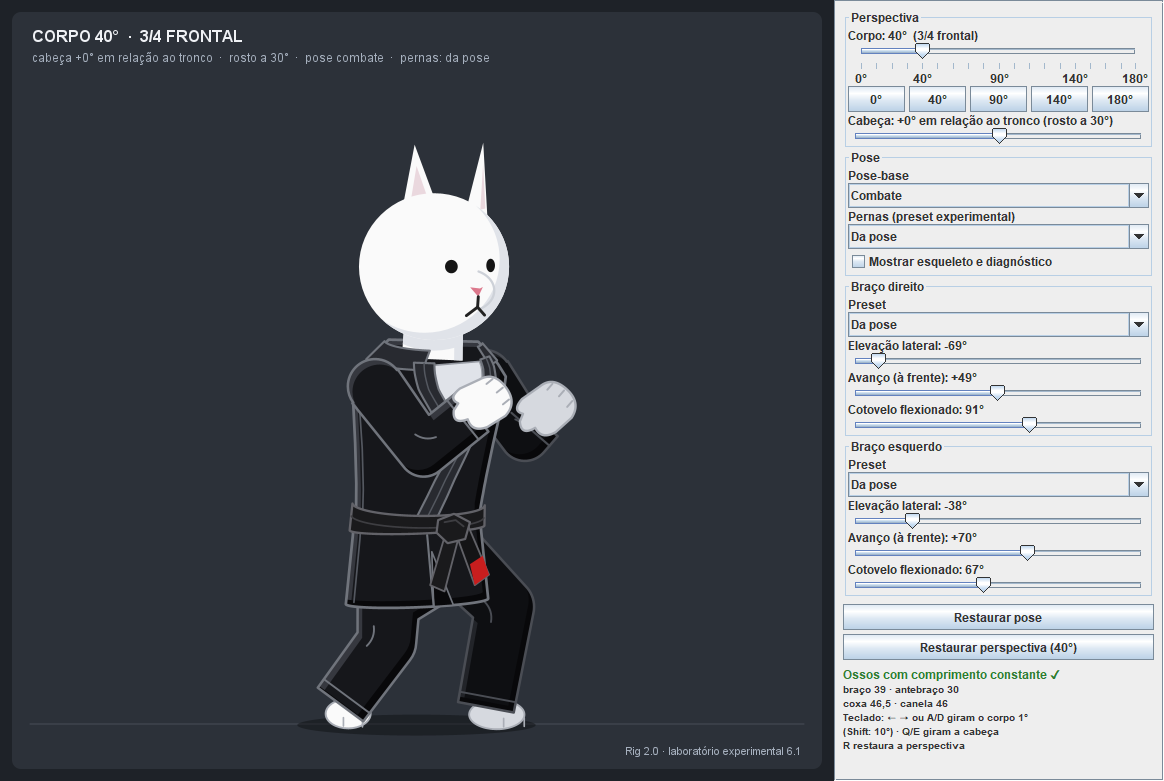 CORPO 40° · 3/4 FRONTAL
cabeça +0° em relação ao tronco · rosto a 30° · pose combate · pernas: da pose
Rig 2.0 · laboratório experimental 6.1
Perspectiva
Corpo: 40° (3/4 frontal)
0° 40° 90° 140° 180°
0° 40° 90° 140° 180°
Cabeça: +0° em relação ao tronco (rosto a 30°)
Pose
Pose-base
Combate
Pernas (preset experimental)
Da pose
Mostrar esqueleto e diagnóstico
Braço direito
Preset
Da pose
Elevação lateral: -69°
Avanço (à frente): +49°
Cotovelo flexionado: 91°
Braço esquerdo
Preset
Da pose
Elevação lateral: -38°
Avanço (à frente): +70°
Cotovelo flexionado: 67°
Restaurar pose
Restaurar perspectiva (40°)
Ossos com comprimento constante ✓
braço 39 · antebraço 30
coxa 46,5 · canela 46
Teclado: ← → ou A/D giram o corpo 1°
(Shift: 10°) · Q/E giram a cabeça
R restaura a perspectiva